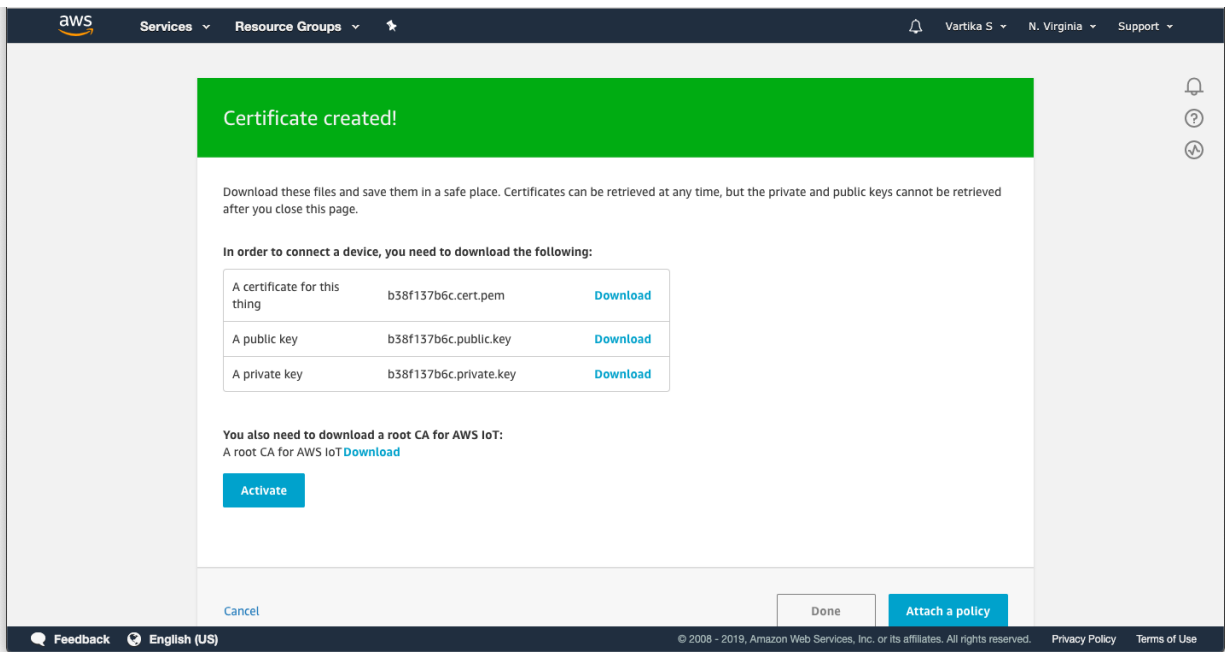 aws Services Resource Groups Vartika S N. Virginia Support
Certificate created!
Download these files and save them in a safe place. Certificates can be retrieved at any time, but the private and public keys cannot be retrieved
after you close this page.
In order to connect a device, you need to download the following:
A certificate for this
thing
b38f137b6c.cert.pem Download
A public key b38f137b6c.public.key Download
A private key b38f137b6c.private.key Download
You also need to download a root CA for AWS IoT:
A root CA for AWS IoT Download
Activate
Cancel Done Attach a policy
Feedback English (US) © 2008 - 2019, Amazon Web Services, Inc. or its affiliates. All rights reserved. Privacy Policy Terms of Use